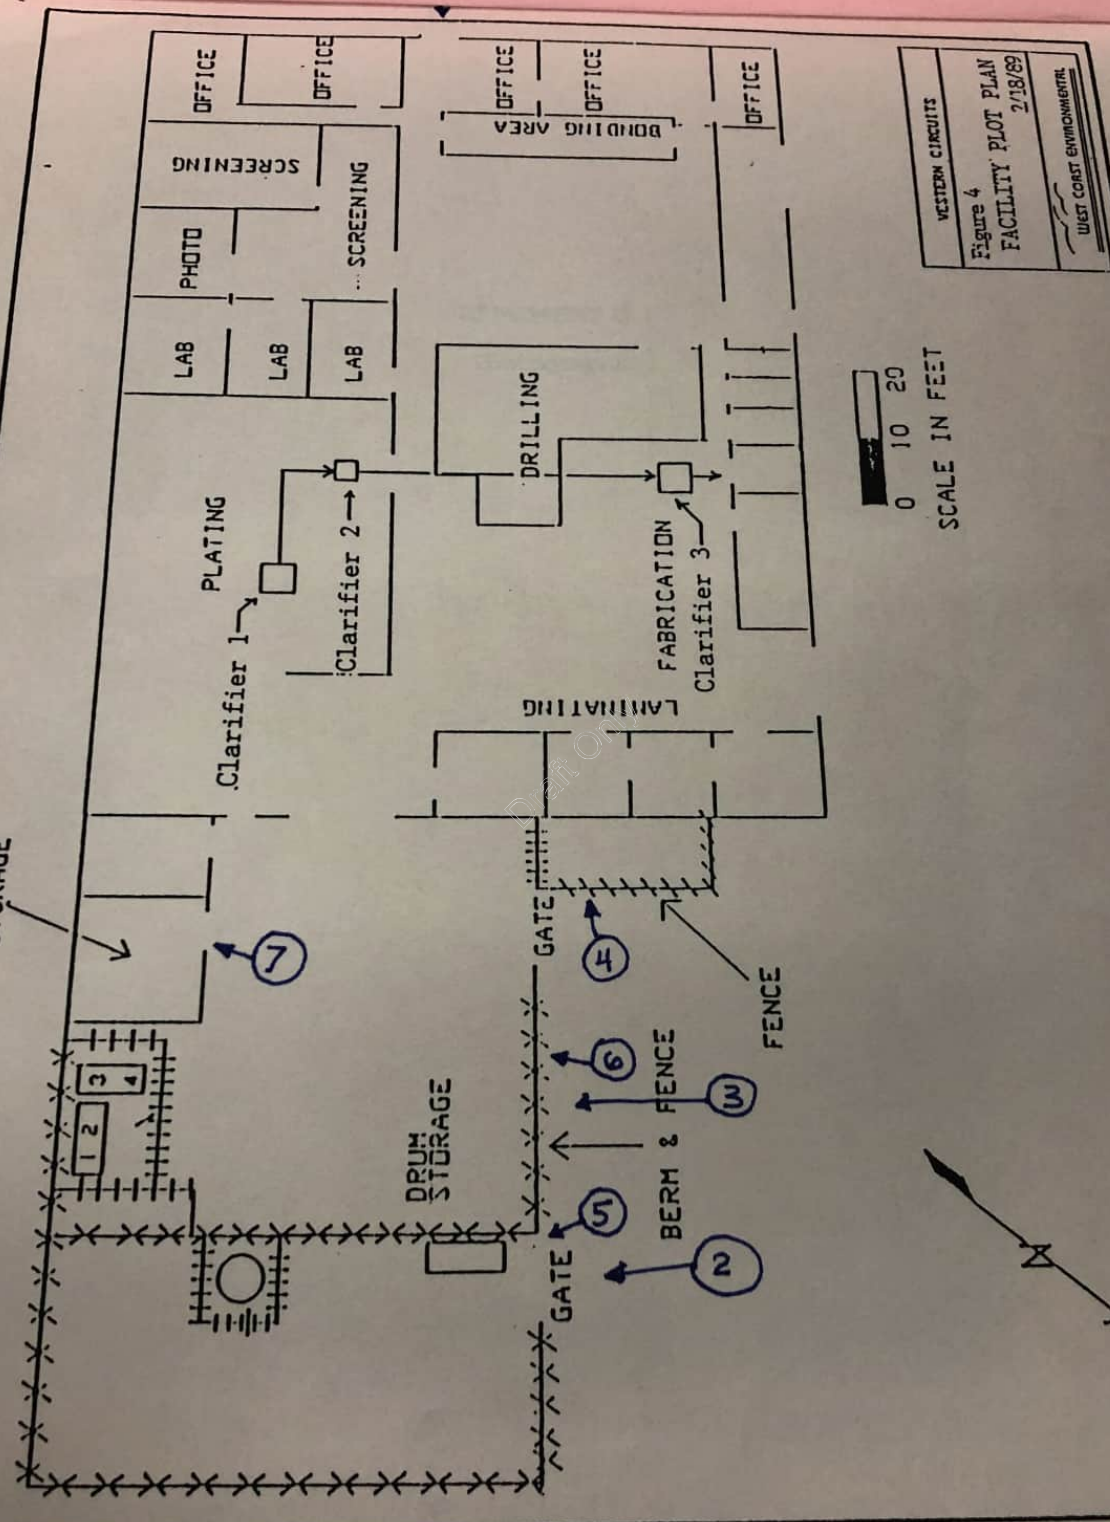 OFFICE
OFFICE
OFFICE
OFFICE
OFFICE
BONDING AREA
SCREENING
SCREENING
PHOTO
LAB
LAB
LAB
PLATING
DRILLING
Clarifier 1
Clarifier 2
FABRICATION
Clarifier 3
LAMINATING
GATE
FENCE
7
4
6
3
5
2
1 2
3
4
DRUM
STORAGE
BERM & FENCE
GATE
Draft Only
0 10 20
SCALE IN FEET
WESTERN CIRCUITS
Figure 4
FACILITY PLOT PLAN
2/18/89
WEST COAST ENVIRONMENTAL